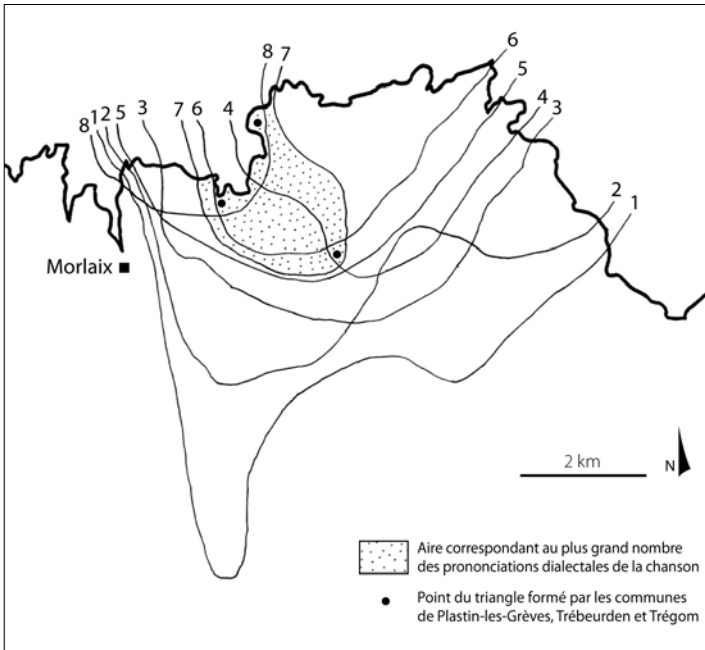 6
8 7
5
8 1 2 5 3 7 6 4
4
3
2
1
Morlaix
2 km
N
Aire correspondant au plus grand nombre
des prononciations dialectales de la chanson
Point du triangle formé par les communes
de Plastin-les-Grèves, Trébeurden et Trégom